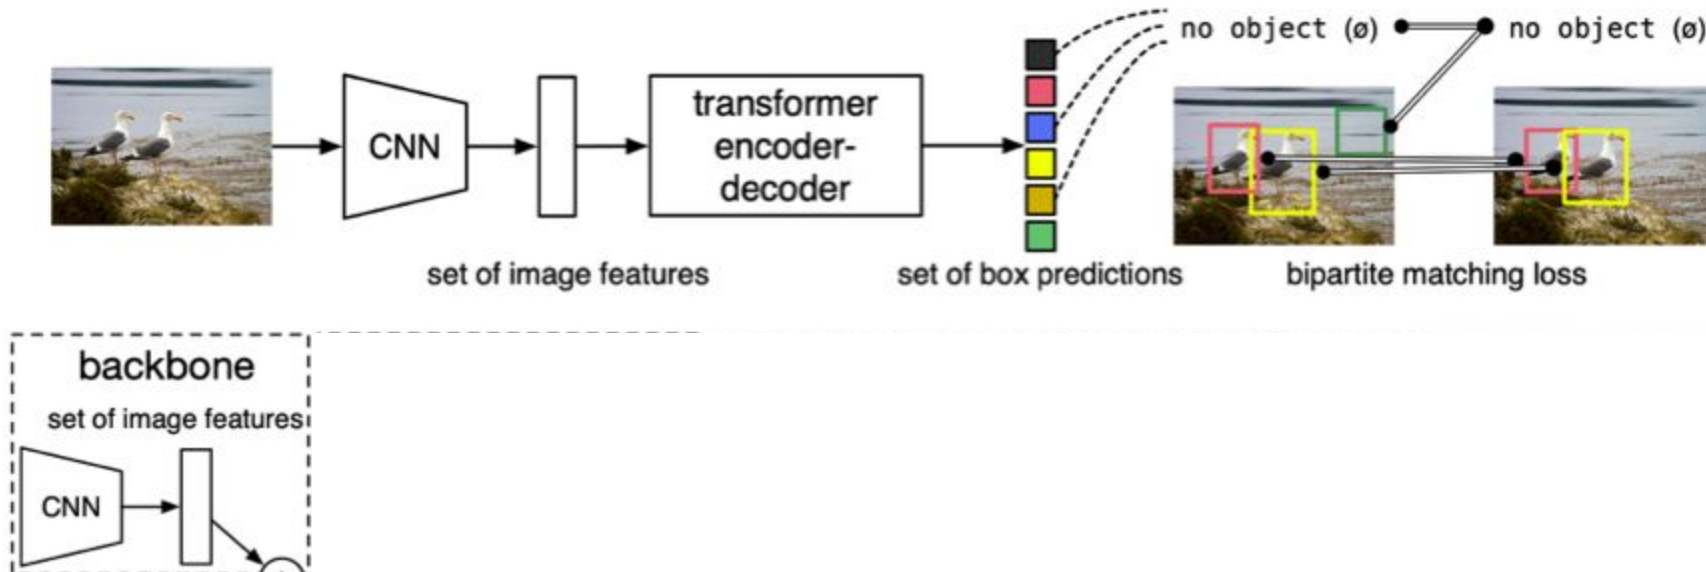 no object (ø) no object (ø)
CNN
transformer
encoder-
decoder
set of image features set of box predictions bipartite matching loss
backbone
set of image features
CNN